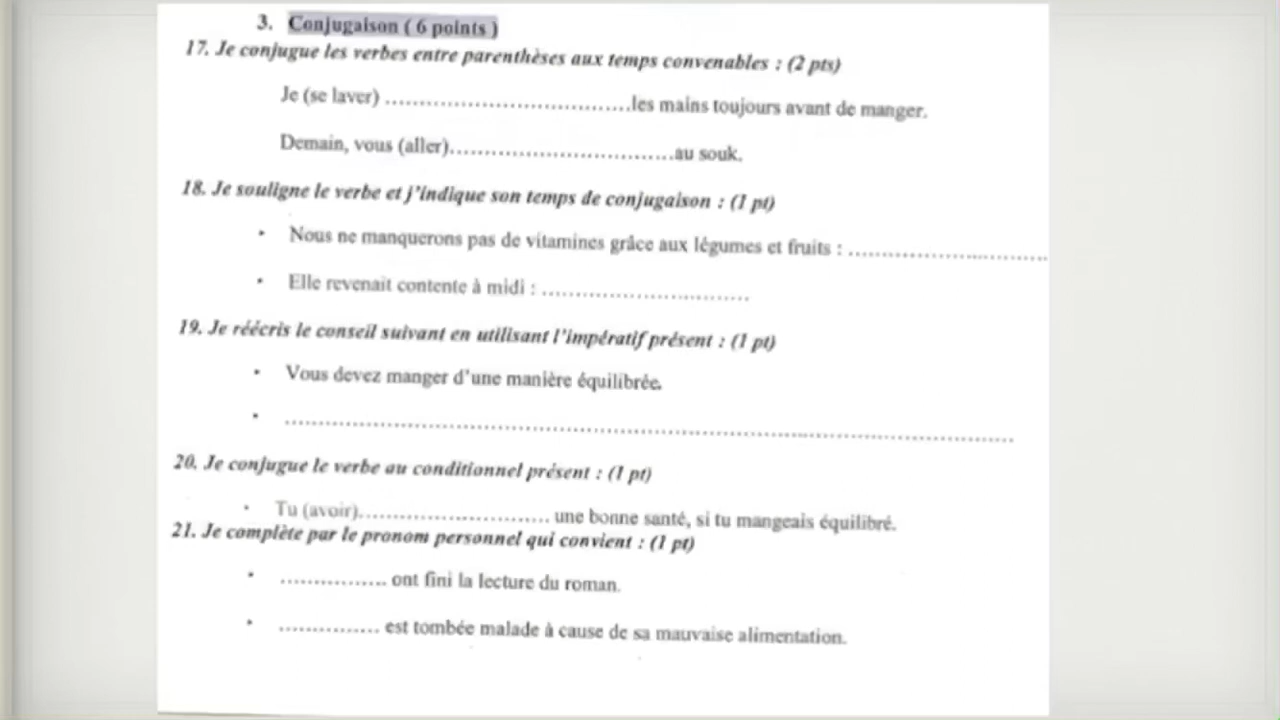 3. Conjugaison ( 6 points )
17. Je conjugue les verbes entre parenthèses aux temps convenables : (2 pts)
Je (se laver) ....................................les mains toujours avant de manger.
Demain, vous (aller).................................au souk.
18. Je souligne le verbe et j'indique son temps de conjugaison : (1 pt)
• Nous ne manquerons pas de vitamines grâce aux légumes et fruits : ..............................
• Elle revenait contente à midi : ...............................
19. Je réécris le conseil suivant en utilisant l'impératif présent : (1 pt)
• Vous devez manger d'une manière équilibrée.
• ..........................................................................................................
20. Je conjugue le verbe au conditionnel présent : (1 pt)
• Tu (avoir)............................ une bonne santé, si tu mangeais équilibré.
21. Je complète par le pronom personnel qui convient : (1 pt)
• ................ ont fini la lecture du roman.
• ............... est tombée malade à cause de sa mauvaise alimentation.